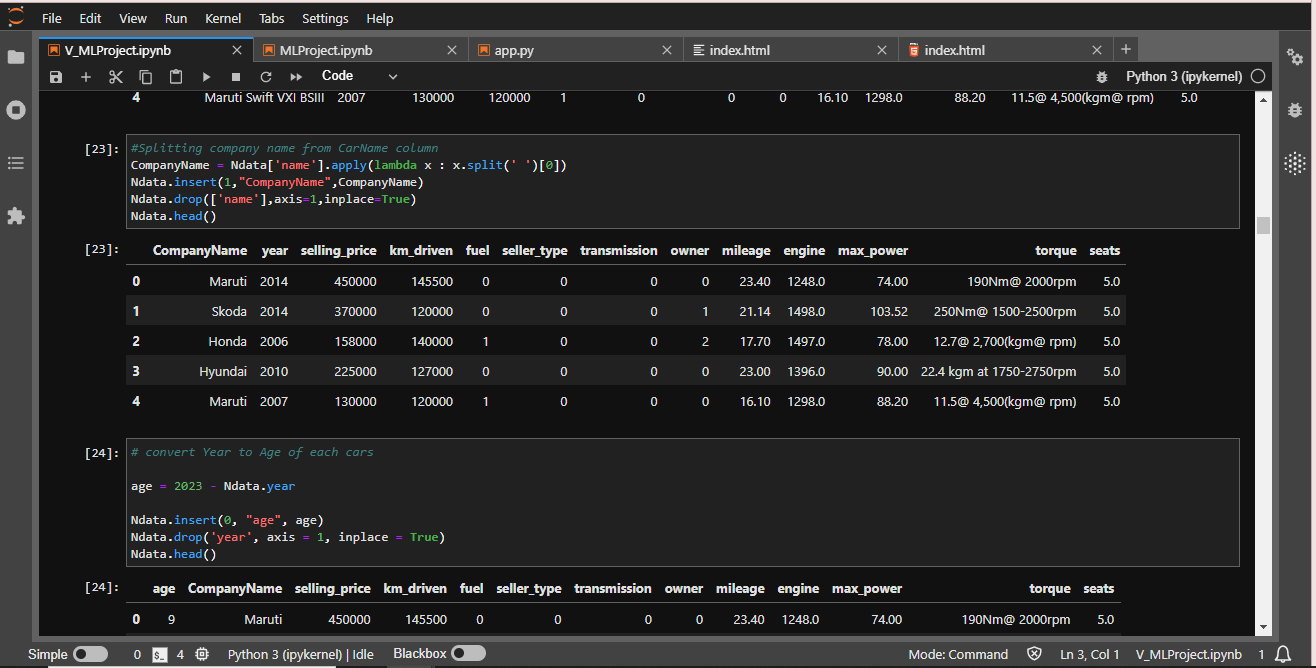 File Edit View Run Kernel Tabs Settings Help
V_MLProject.ipynb MLProject.ipynb app.py index.html index.html
Code Python 3 (ipykernel)
4 Maruti Swift VXI BSIII 2007 130000 120000 1 0 0 0 16.10 1298.0 88.20 11.5@ 4,500(kgm@ rpm) 5.0
[23]: #Splitting company name from CarName column
CompanyName = Ndata['name'].apply(lambda x : x.split(' ')[0])
Ndata.insert(1,"CompanyName",CompanyName)
Ndata.drop(['name'],axis=1,inplace=True)
Ndata.head()
[23]: CompanyName year selling_price km_driven fuel seller_type transmission owner mileage engine max_power torque seats
0 Maruti 2014 450000 145500 0 0 0 0 23.40 1248.0 74.00 190Nm@ 2000rpm 5.0
1 Skoda 2014 370000 120000 0 0 0 1 21.14 1498.0 103.52 250Nm@ 1500-2500rpm 5.0
2 Honda 2006 158000 140000 1 0 0 2 17.70 1497.0 78.00 12.7@ 2,700(kgm@ rpm) 5.0
3 Hyundai 2010 225000 127000 0 0 0 0 23.00 1396.0 90.00 22.4 kgm at 1750-2750rpm 5.0
4 Maruti 2007 130000 120000 1 0 0 0 16.10 1298.0 88.20 11.5@ 4,500(kgm@ rpm) 5.0
[24]: # convert Year to Age of each cars
age = 2023 - Ndata.year
Ndata.insert(0, "age", age)
Ndata.drop('year', axis = 1, inplace = True)
Ndata.head()
[24]: age CompanyName selling_price km_driven fuel seller_type transmission owner mileage engine max_power torque seats
0 9 Maruti 450000 145500 0 0 0 0 23.40 1248.0 74.00 190Nm@ 2000rpm 5.0
Simple 0 $_ 4 Python 3 (ipykernel) | Idle Blackbox Mode: Command Ln 3, Col 1 V_MLProject.ipynb 1